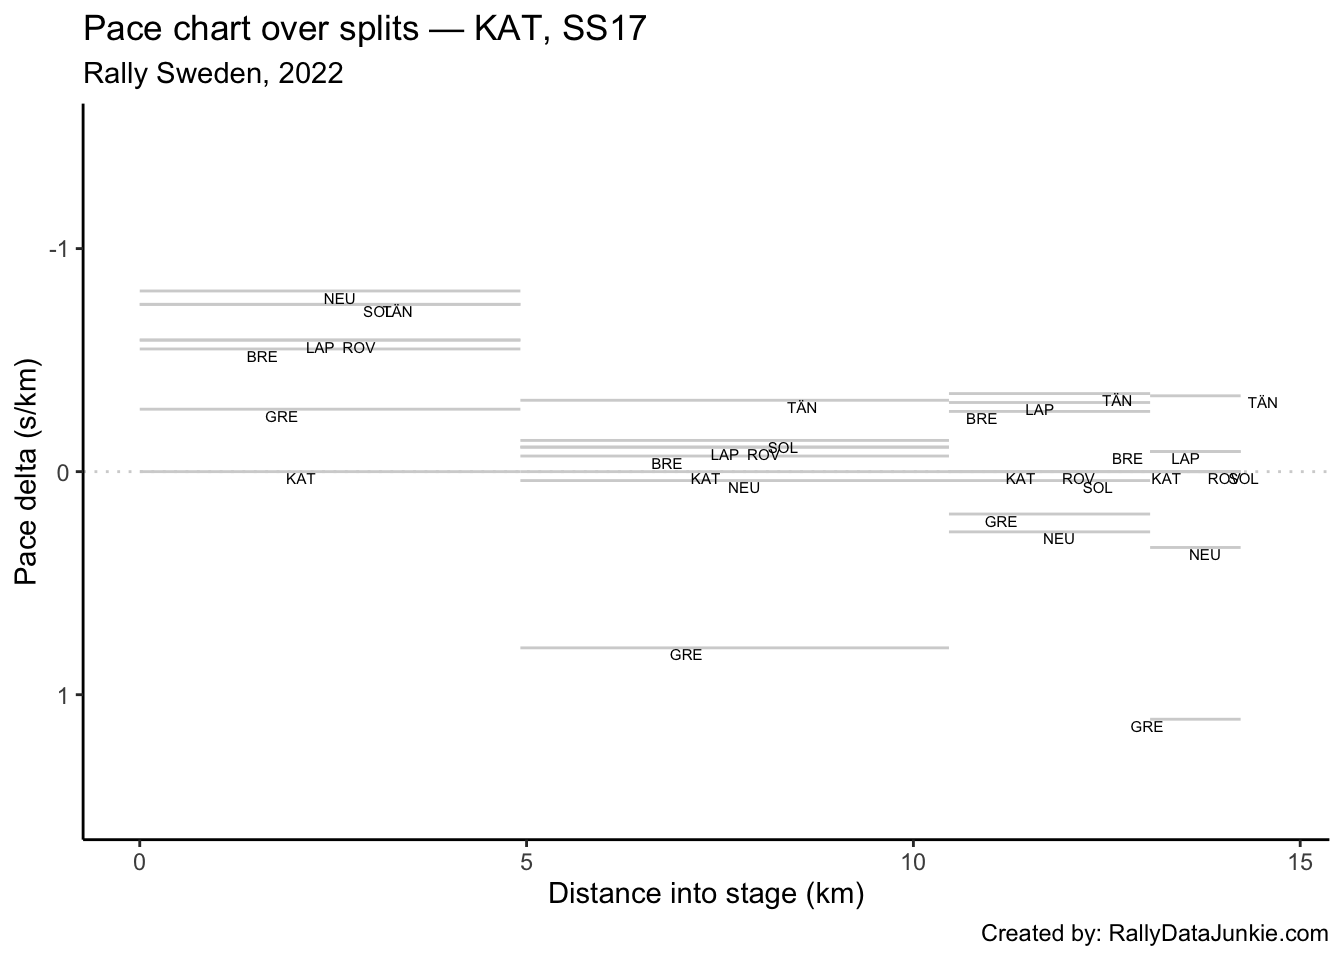 Pace chart over splits — KAT, SS17
Rally Sweden, 2022
Pace delta (s/km)
-1
0
1
NEU
SOL TÄN
LAP ROV
BRE
GRE
KAT
TÄN
SOL
LAP ROV
BRE
KAT
NEU
GRE
TÄN
LAP
BRE
KAT ROV
SOL
GRE
NEU
TÄN
BRE LAP
KAT ROV SOL
NEU
GRE
0 5 10 15
Distance into stage (km)
Created by: RallyDataJunkie.com